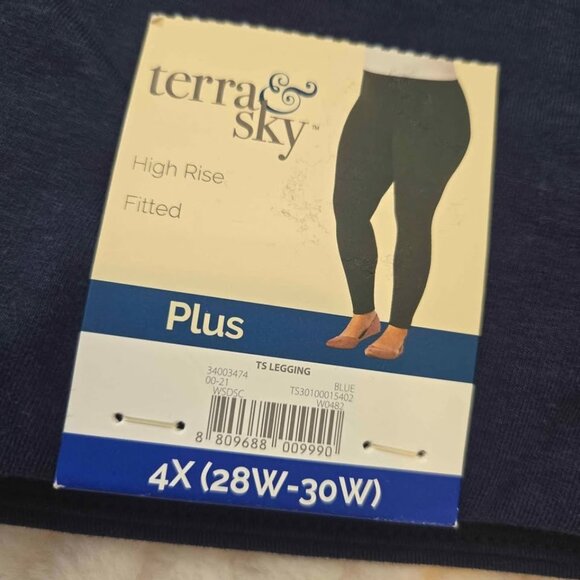 terra &
sky™
High Rise
Fitted
Plus
TS LEGGING
34003474 BLUE
00-21 TS30100015402
WSDSC W0482
8 809688 009990
4X (28W-30W)